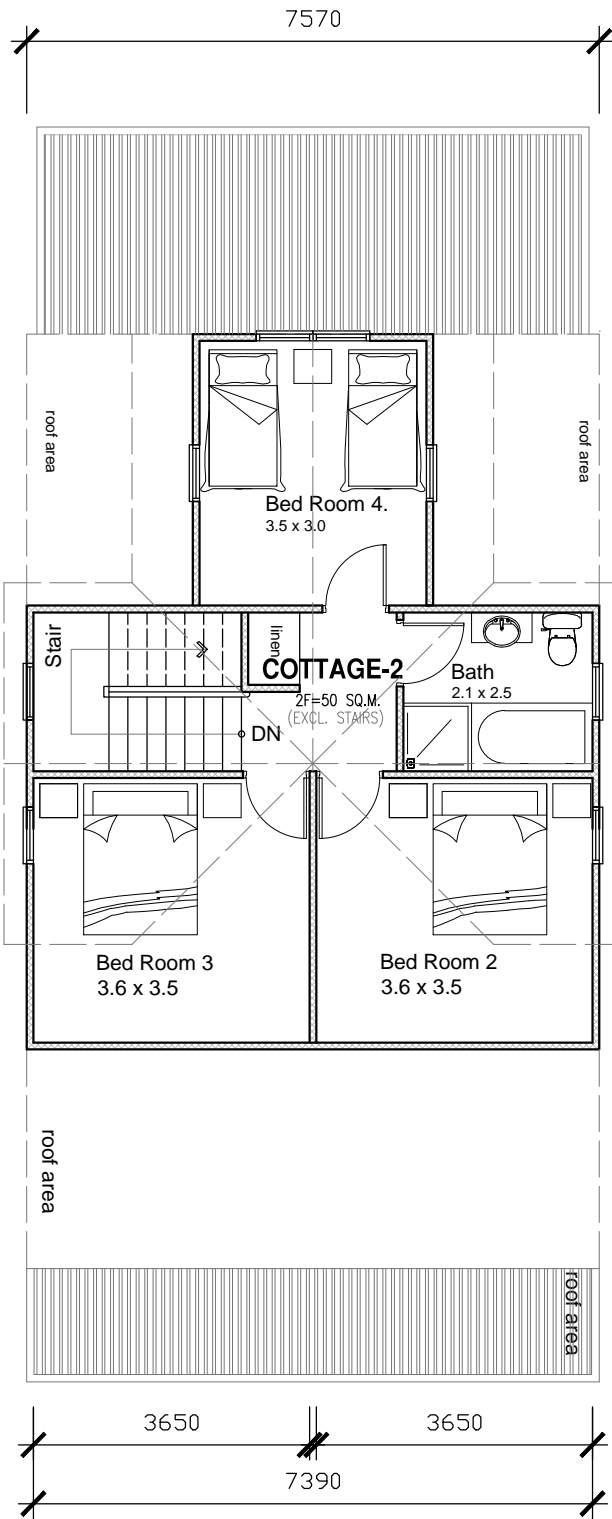 7570
roof area
roof area
Bed Room 4.
3.5 x 3.0
Stair
linen
COTTAGE-2
2F=50 SQ.M.
(EXCL. STAIRS)
DN
Bath
2.1 x 2.5
Bed Room 3
3.6 x 3.5
Bed Room 2
3.6 x 3.5
roof area
roof area
3650
3650
7390